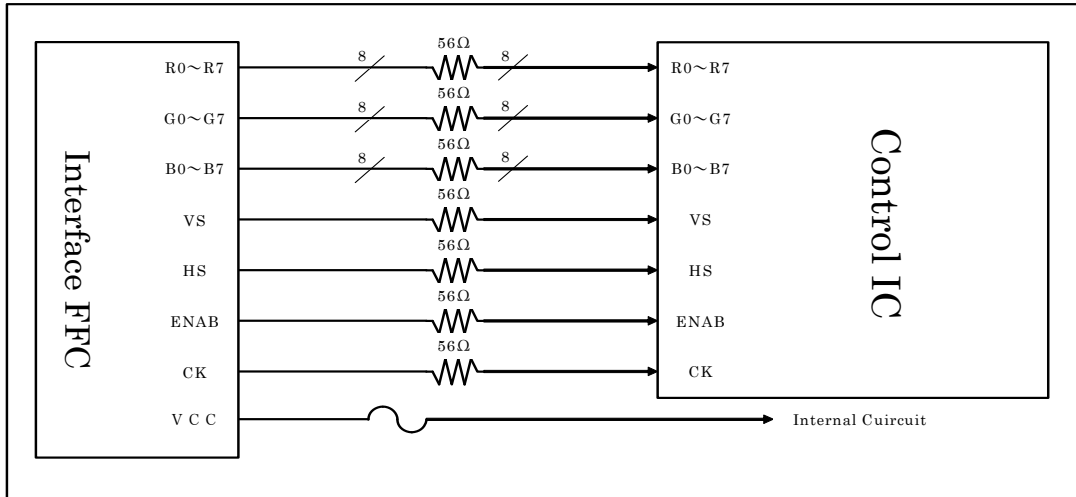 56Ω
R0～R7 8 8 R0～R7
56Ω
G0～G7 8 8 G0～G7
56Ω
B0～B7 8 8 B0～B7
56Ω
VS VS
56Ω
HS HS
56Ω
ENAB ENAB
56Ω
CK CK
VCC Internal Cuircuit
Interface FFC
Control IC